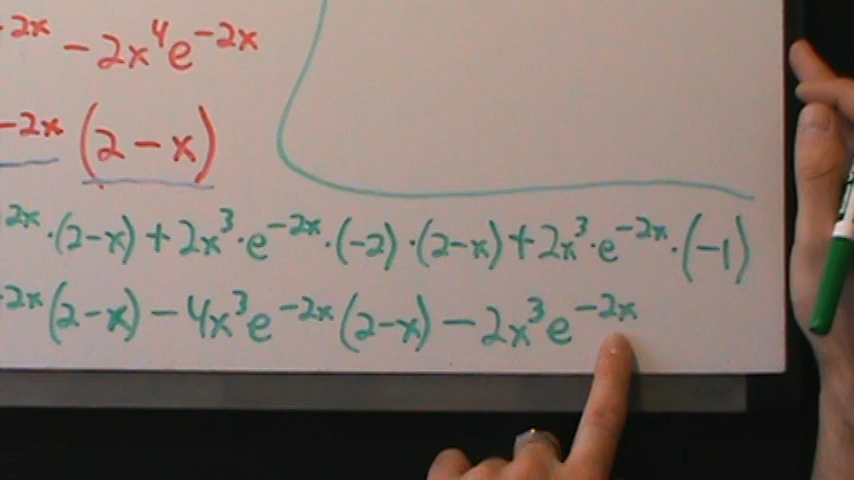 -2x - 2x⁴e⁻²ˣ
-2x (2-x)
2x ·(2-x) + 2x³·e⁻²ˣ·(-2)·(2-x) + 2x³·e⁻²ˣ·(-1)
-2x (2-x) - 4x³e⁻²ˣ(2-x) - 2x³e⁻²ˣ